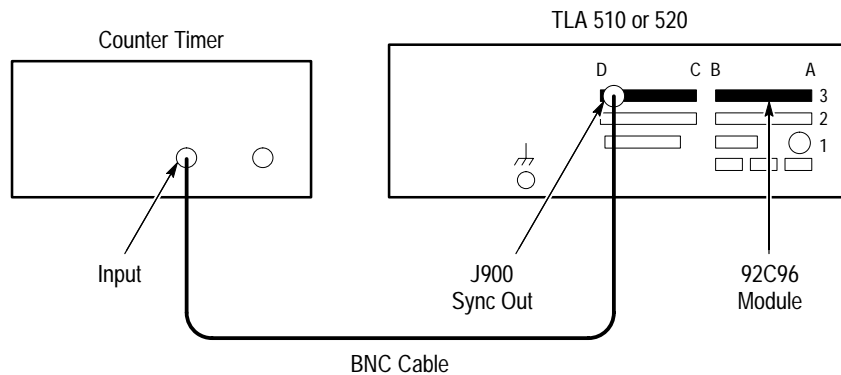 Counter Timer
TLA 510 or 520
D C B A
3
2
1
Input
J900
Sync Out
92C96
Module
BNC Cable